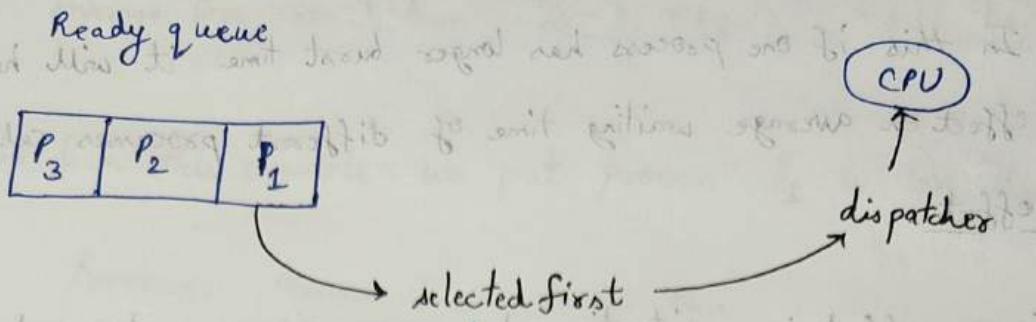 Ready queue
CPU
P3 P2 P1
dispatcher
selected first